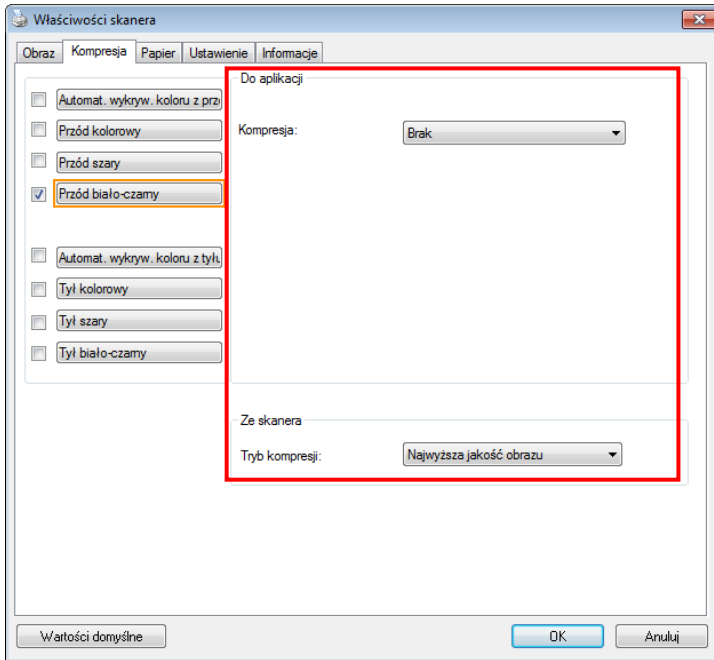 Właściwości skanera
Obraz Kompresja Papier Ustawienie Informacje
Do aplikacji
Automat. wykryw. koloru z prz
Przód kolorowy
Kompresja: Brak
Przód szary
Przód biało-czarny
Automat. wykryw. koloru z tyłu
Tył kolorowy
Tył szary
Tył biało-czarny
Ze skanera
Tryb kompresji: Najwyższa jakość obrazu
Wartości domyślne OK Anuluj